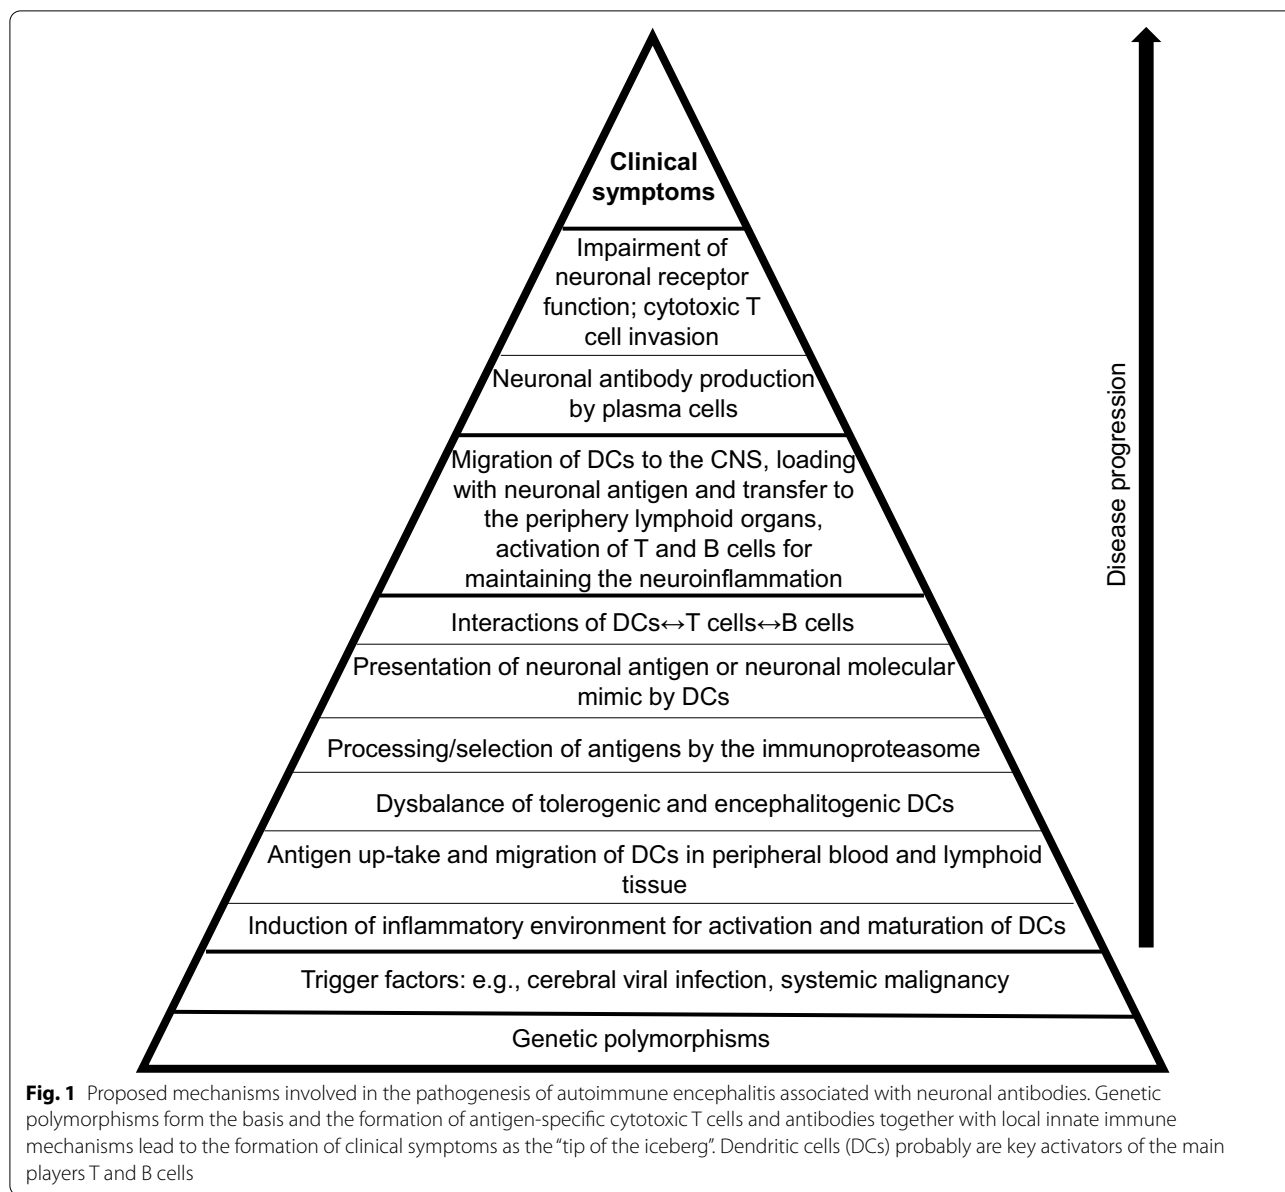 Clinical
symptoms
Impairment of
neuronal receptor
function; cytotoxic T
cell invasion
Neuronal antibody production
by plasma cells
Migration of DCs to the CNS, loading
with neuronal antigen and transfer to
the periphery lymphoid organs,
activation of T and B cells for
maintaining the neuroinflammation
Interactions of DCs↔T cells↔B cells
Presentation of neuronal antigen or neuronal molecular
mimic by DCs
Processing/selection of antigens by the immunoproteasome
Dysbalance of tolerogenic and encephalitogenic DCs
Antigen up-take and migration of DCs in peripheral blood and lymphoid
tissue
Induction of inflammatory environment for activation and maturation of DCs
Trigger factors: e.g., cerebral viral infection, systemic malignancy
Genetic polymorphisms
Disease progression
Fig. 1 Proposed mechanisms involved in the pathogenesis of autoimmune encephalitis associated with neuronal antibodies. Genetic
polymorphisms form the basis and the formation of antigen-specific cytotoxic T cells and antibodies together with local innate immune
mechanisms lead to the formation of clinical symptoms as the “tip of the iceberg”. Dendritic cells (DCs) probably are key activators of the main
players T and B cells